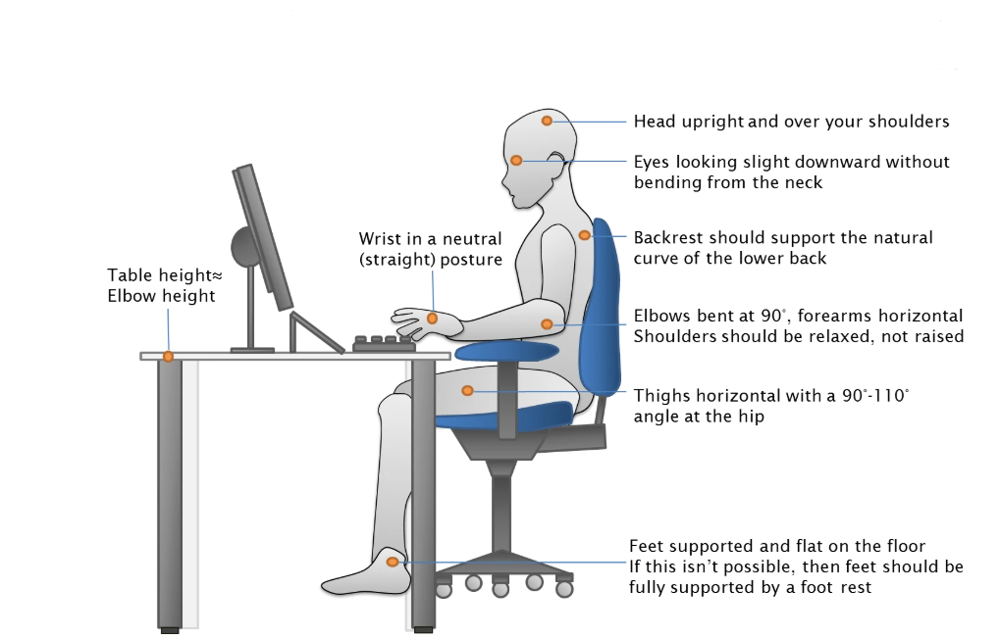 Head upright and over your shoulders
Eyes looking slight downward without
bending from the neck
Wrist in a neutral
(straight) posture
Backrest should support the natural
curve of the lower back
Table height≈
Elbow height
Elbows bent at 90˚, forearms horizontal
Shoulders should be relaxed, not raised
Thighs horizontal with a 90˚-110˚
angle at the hip
Feet supported and flat on the floor
If this isn't possible, then feet should be
fully supported by a foot rest